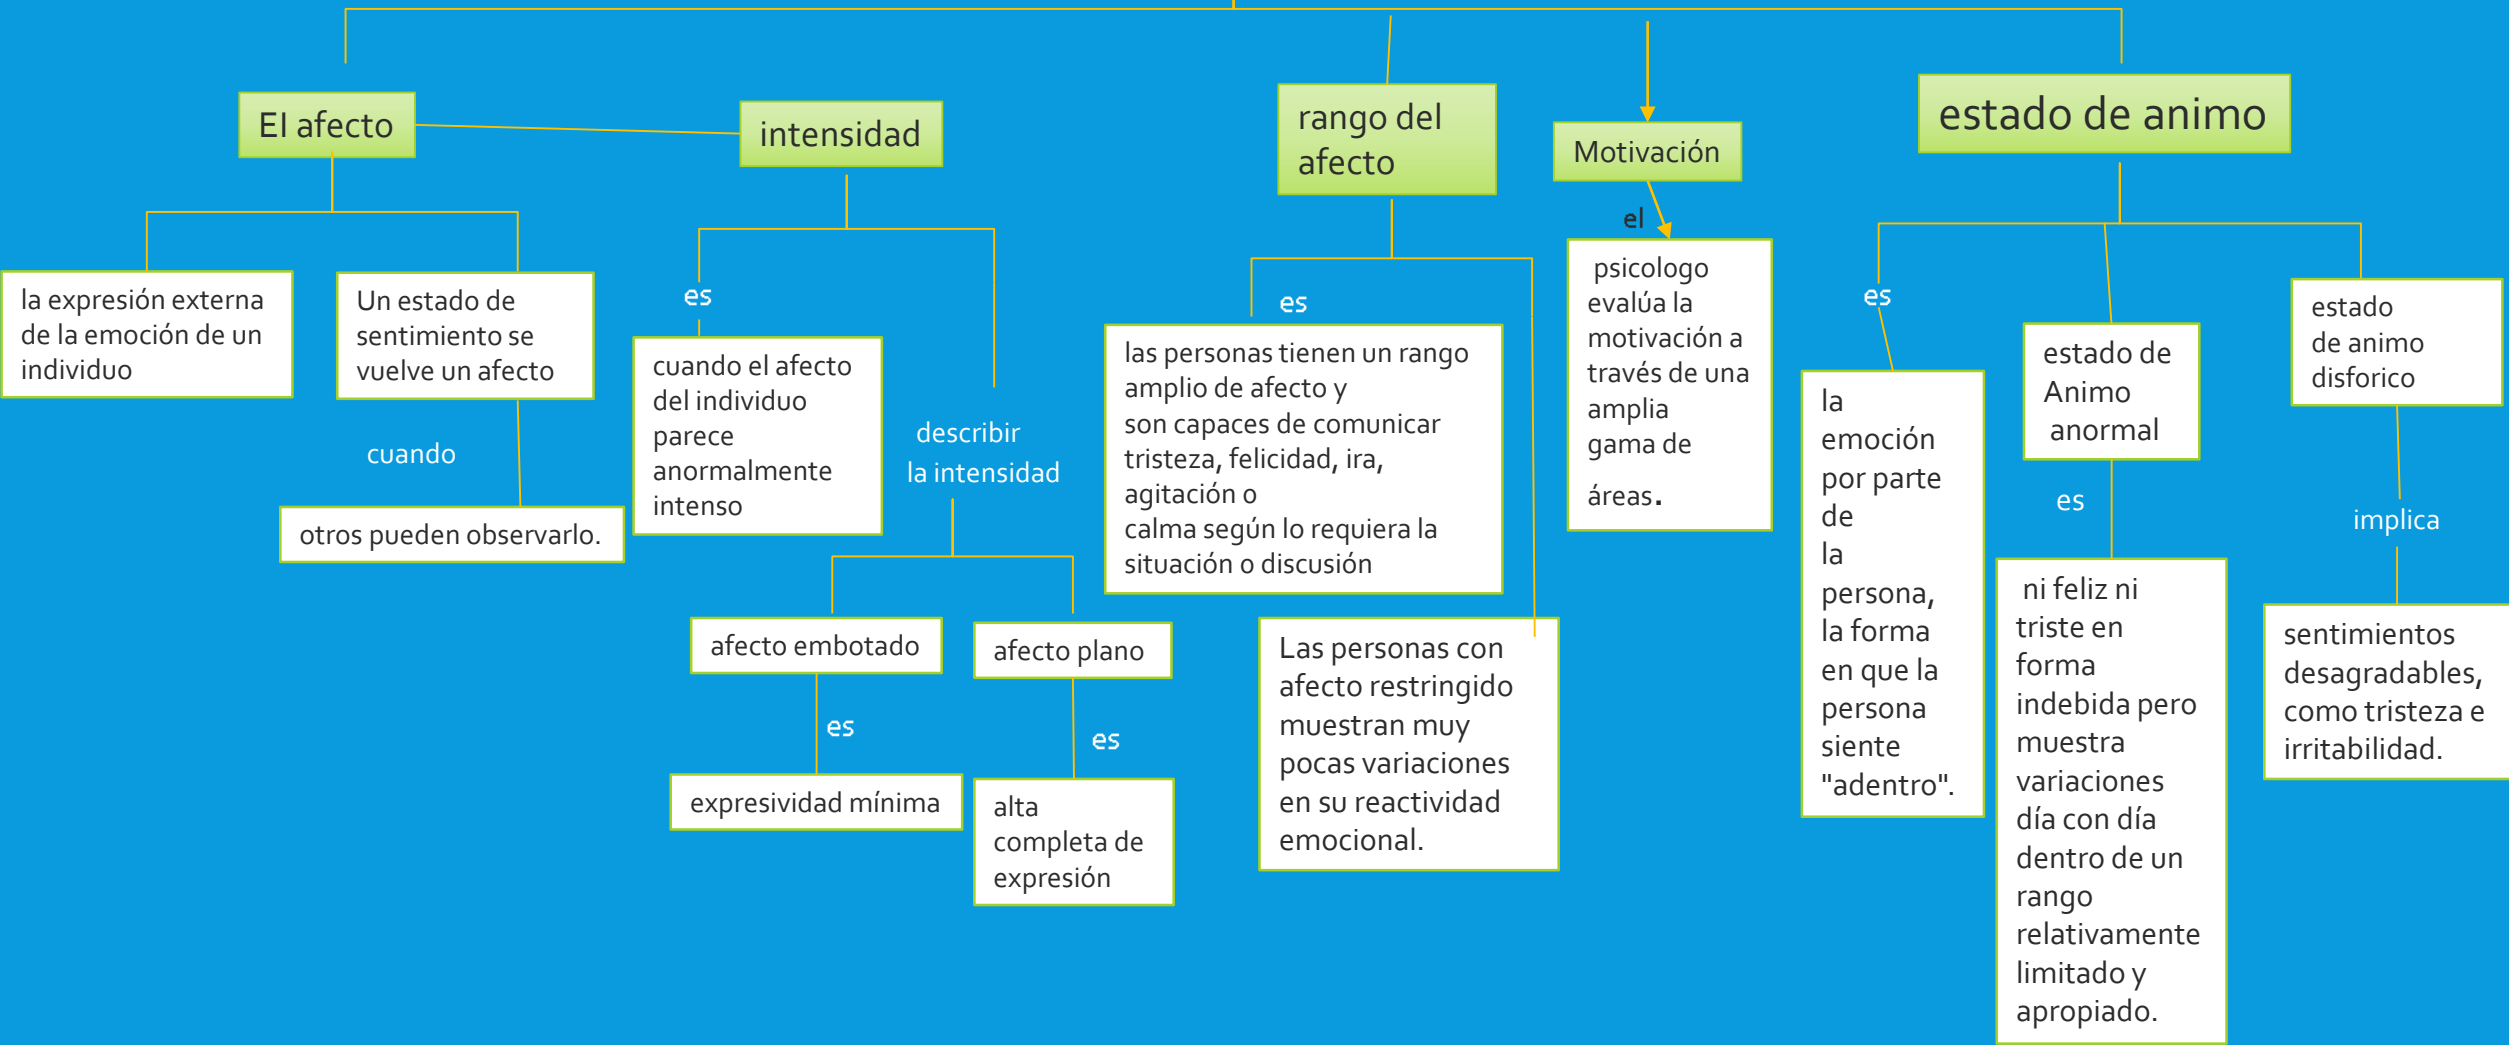 El afecto
intensidad
rango del
afecto
Motivación
estado de animo
la expresión externa
de la emoción de un
individuo
Un estado de
sentimiento se
vuelve un afecto
cuando
otros pueden observarlo.
es
cuando el afecto
del individuo
parece
anormalmente
intenso
describir
la intensidad
afecto embotado
es
expresividad mínima
afecto plano
es
alta
completa de
expresión
es
las personas tienen un rango
amplio de afecto y
son capaces de comunicar
tristeza, felicidad, ira,
agitación o
calma según lo requiera la
situación o discusión
Las personas con
afecto restringido
muestran muy
pocas variaciones
en su reactividad
emocional.
el
psicologo
evalúa la
motivación a
través de una
amplia
gama de
áreas.
es
la
emoción
por parte
de
la
persona,
la forma
en que la
persona
siente
"adentro".
estado de
Animo
anormal
es
ni feliz ni
triste en
forma
indebida pero
muestra
variaciones
día con día
dentro de un
rango
relativamente
limitado y
apropiado.
estado
de animo
disforico
implica
sentimientos
desagradables,
como tristeza e
irritabilidad.